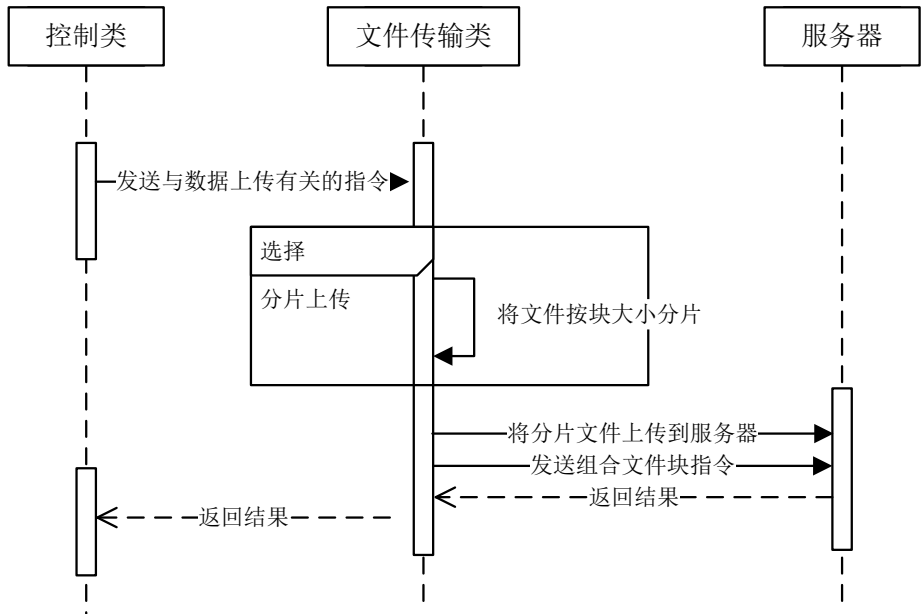 控制类
文件传输类
服务器
发送与数据上传有关的指令
选择
分片上传
将文件按块大小分片
将分片文件上传到服务器
发送组合文件块指令
返回结果
返回结果